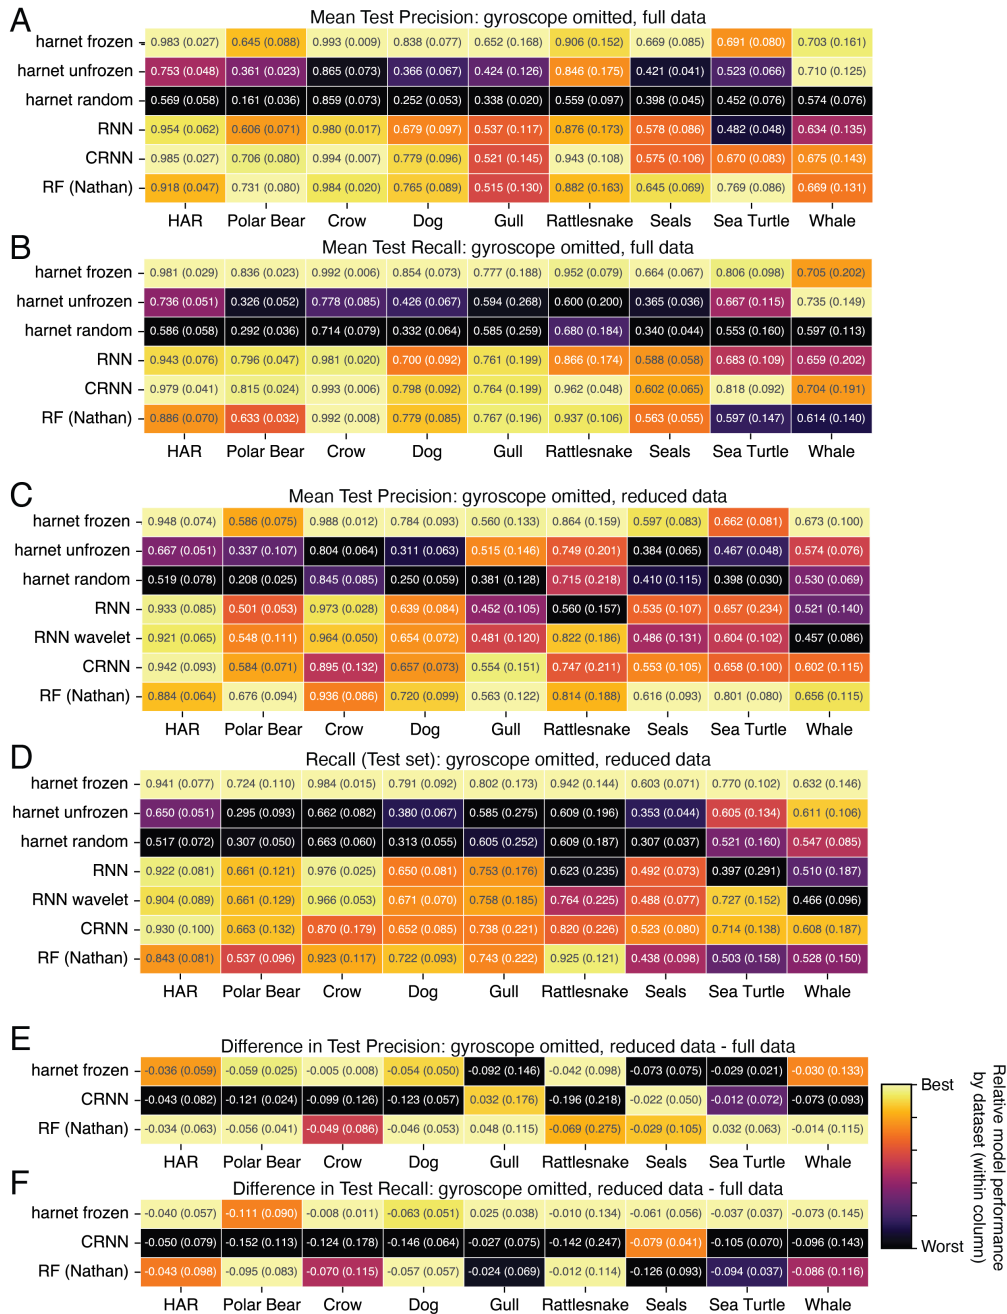 A
Mean Test Precision: gyroscope omitted, full data
harnet frozen 0.983 (0.027) 0.645 (0.088) 0.993 (0.009) 0.838 (0.077) 0.652 (0.168) 0.906 (0.152) 0.669 (0.085) 0.691 (0.080) 0.703 (0.161)
harnet unfrozen 0.753 (0.048) 0.361 (0.023) 0.865 (0.073) 0.366 (0.067) 0.424 (0.126) 0.846 (0.175) 0.421 (0.041) 0.523 (0.066) 0.710 (0.125)
harnet random 0.569 (0.058) 0.161 (0.036) 0.859 (0.073) 0.252 (0.053) 0.338 (0.020) 0.559 (0.097) 0.398 (0.045) 0.452 (0.076) 0.574 (0.076)
RNN 0.954 (0.062) 0.606 (0.071) 0.980 (0.017) 0.679 (0.097) 0.537 (0.117) 0.876 (0.173) 0.578 (0.086) 0.482 (0.048) 0.634 (0.135)
CRNN 0.985 (0.027) 0.706 (0.080) 0.994 (0.007) 0.779 (0.096) 0.521 (0.145) 0.943 (0.108) 0.575 (0.106) 0.670 (0.083) 0.675 (0.143)
RF (Nathan) 0.918 (0.047) 0.731 (0.080) 0.984 (0.020) 0.765 (0.089) 0.515 (0.130) 0.882 (0.163) 0.645 (0.069) 0.769 (0.086) 0.669 (0.131)
HAR Polar Bear Crow Dog Gull Rattlesnake Seals Sea Turtle Whale
B
Mean Test Recall: gyroscope omitted, full data
harnet frozen 0.981 (0.029) 0.836 (0.023) 0.992 (0.006) 0.854 (0.073) 0.777 (0.188) 0.952 (0.079) 0.664 (0.067) 0.806 (0.098) 0.705 (0.202)
harnet unfrozen 0.736 (0.051) 0.326 (0.052) 0.778 (0.085) 0.426 (0.067) 0.594 (0.268) 0.600 (0.200) 0.365 (0.036) 0.667 (0.115) 0.735 (0.149)
harnet random 0.586 (0.058) 0.292 (0.036) 0.714 (0.079) 0.332 (0.064) 0.585 (0.259) 0.680 (0.184) 0.340 (0.044) 0.553 (0.160) 0.597 (0.113)
RNN 0.943 (0.076) 0.796 (0.047) 0.981 (0.020) 0.700 (0.092) 0.761 (0.199) 0.866 (0.174) 0.588 (0.058) 0.683 (0.109) 0.659 (0.202)
CRNN 0.979 (0.041) 0.815 (0.024) 0.993 (0.006) 0.798 (0.092) 0.764 (0.199) 0.962 (0.048) 0.602 (0.065) 0.818 (0.092) 0.704 (0.191)
RF (Nathan) 0.886 (0.070) 0.633 (0.032) 0.992 (0.008) 0.779 (0.085) 0.767 (0.196) 0.937 (0.106) 0.563 (0.055) 0.597 (0.147) 0.614 (0.140)
HAR Polar Bear Crow Dog Gull Rattlesnake Seals Sea Turtle Whale
C
Mean Test Precision: gyroscope omitted, reduced data
harnet frozen 0.948 (0.074) 0.586 (0.075) 0.988 (0.012) 0.784 (0.093) 0.560 (0.133) 0.864 (0.159) 0.597 (0.083) 0.662 (0.081) 0.673 (0.100)
harnet unfrozen 0.667 (0.051) 0.337 (0.107) 0.804 (0.064) 0.311 (0.063) 0.515 (0.146) 0.749 (0.201) 0.384 (0.065) 0.467 (0.048) 0.574 (0.076)
harnet random 0.519 (0.078) 0.208 (0.025) 0.845 (0.085) 0.250 (0.059) 0.381 (0.128) 0.715 (0.218) 0.410 (0.115) 0.398 (0.030) 0.530 (0.069)
RNN 0.933 (0.085) 0.501 (0.053) 0.973 (0.028) 0.639 (0.084) 0.452 (0.105) 0.560 (0.157) 0.535 (0.107) 0.657 (0.234) 0.521 (0.140)
RNN wavelet 0.921 (0.065) 0.548 (0.111) 0.964 (0.050) 0.654 (0.072) 0.481 (0.120) 0.822 (0.186) 0.486 (0.131) 0.604 (0.102) 0.457 (0.086)
CRNN 0.942 (0.093) 0.584 (0.071) 0.895 (0.132) 0.657 (0.073) 0.554 (0.151) 0.747 (0.211) 0.553 (0.105) 0.658 (0.100) 0.602 (0.115)
RF (Nathan) 0.884 (0.064) 0.676 (0.094) 0.936 (0.086) 0.720 (0.099) 0.563 (0.122) 0.814 (0.188) 0.616 (0.093) 0.801 (0.080) 0.656 (0.115)
HAR Polar Bear Crow Dog Gull Rattlesnake Seals Sea Turtle Whale
D
Recall (Test set): gyroscope omitted, reduced data
harnet frozen 0.941 (0.077) 0.724 (0.110) 0.984 (0.015) 0.791 (0.092) 0.802 (0.173) 0.942 (0.144) 0.603 (0.071) 0.770 (0.102) 0.632 (0.146)
harnet unfrozen 0.650 (0.051) 0.295 (0.093) 0.662 (0.082) 0.380 (0.067) 0.585 (0.275) 0.609 (0.196) 0.353 (0.044) 0.605 (0.134) 0.611 (0.106)
harnet random 0.517 (0.072) 0.307 (0.050) 0.663 (0.060) 0.313 (0.055) 0.605 (0.252) 0.609 (0.187) 0.307 (0.037) 0.521 (0.160) 0.547 (0.085)
RNN 0.922 (0.081) 0.661 (0.121) 0.976 (0.025) 0.650 (0.081) 0.753 (0.176) 0.623 (0.235) 0.492 (0.073) 0.397 (0.291) 0.510 (0.187)
RNN wavelet 0.904 (0.089) 0.661 (0.129) 0.966 (0.053) 0.671 (0.070) 0.758 (0.185) 0.764 (0.225) 0.488 (0.077) 0.727 (0.152) 0.466 (0.096)
CRNN 0.930 (0.100) 0.663 (0.132) 0.870 (0.179) 0.652 (0.085) 0.738 (0.221) 0.820 (0.226) 0.523 (0.080) 0.714 (0.138) 0.608 (0.187)
RF (Nathan) 0.843 (0.081) 0.537 (0.096) 0.923 (0.117) 0.722 (0.093) 0.743 (0.222) 0.925 (0.121) 0.438 (0.098) 0.503 (0.158) 0.528 (0.150)
HAR Polar Bear Crow Dog Gull Rattlesnake Seals Sea Turtle Whale
E
Difference in Test Precision: gyroscope omitted, reduced data - full data
harnet frozen -0.036 (0.059) -0.059 (0.025) -0.005 (0.008) -0.054 (0.050) -0.092 (0.146) -0.042 (0.098) -0.073 (0.075) -0.029 (0.021) -0.030 (0.133)
CRNN -0.043 (0.082) -0.121 (0.024) -0.099 (0.126) -0.123 (0.057) 0.032 (0.176) -0.196 (0.218) -0.022 (0.050) -0.012 (0.072) -0.073 (0.093)
RF (Nathan) -0.034 (0.063) -0.056 (0.041) -0.049 (0.086) -0.046 (0.053) 0.048 (0.115) -0.069 (0.275) -0.029 (0.105) 0.032 (0.063) -0.014 (0.115)
HAR Polar Bear Crow Dog Gull Rattlesnake Seals Sea Turtle Whale
F
Difference in Test Recall: gyroscope omitted, reduced data - full data
harnet frozen -0.040 (0.057) -0.111 (0.090) -0.008 (0.011) -0.063 (0.051) 0.025 (0.038) -0.010 (0.134) -0.061 (0.056) -0.037 (0.037) -0.073 (0.145)
CRNN -0.050 (0.079) -0.152 (0.113) -0.124 (0.178) -0.146 (0.064) -0.027 (0.075) -0.142 (0.247) -0.079 (0.041) -0.105 (0.070) -0.096 (0.143)
RF (Nathan) -0.043 (0.098) -0.095 (0.083) -0.070 (0.115) -0.057 (0.057) -0.024 (0.069) -0.012 (0.114) -0.126 (0.093) -0.094 (0.037) -0.086 (0.116)
HAR Polar Bear Crow Dog Gull Rattlesnake Seals Sea Turtle Whale
Best
Worst
Relative model performance
by dataset (within column)